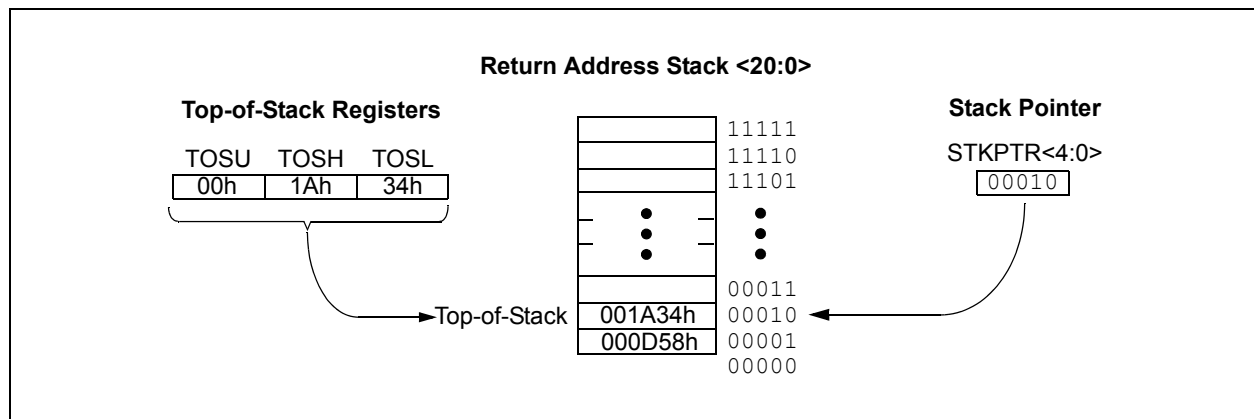 Return Address Stack <20:0>
Top-of-Stack Registers
Stack Pointer
TOSU TOSH TOSL
STKPTR<4:0>
00h 1Ah 34h
00010
11111
11110
11101
00011
Top-of-Stack 001A34h 00010
000D58h 00001
00000